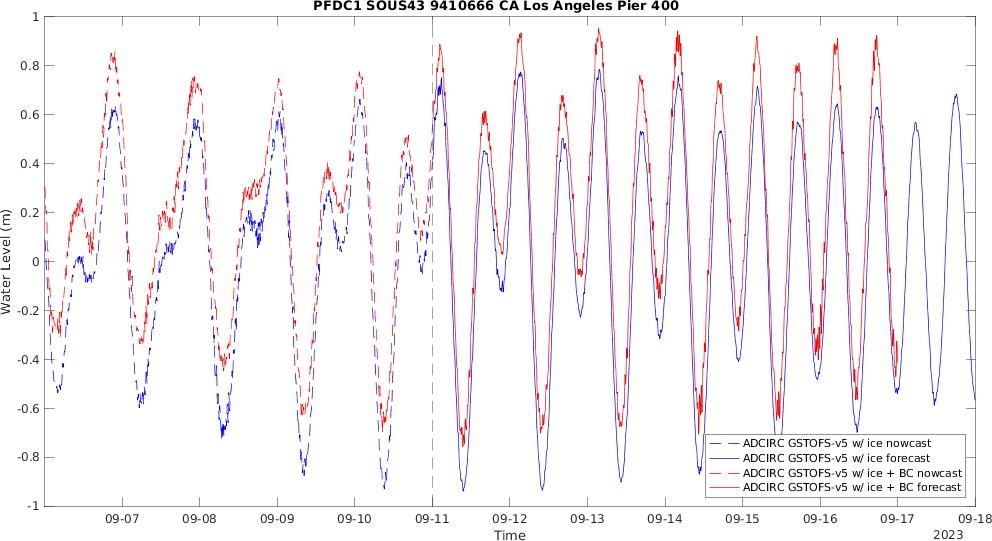 PFDC1 SOUS43 9410666 CA Los Angeles Pier 400
1
0.8
0.6
0.4
0.2
0
-0.2
-0.4
-0.6
-0.8
-1
Water Level (m)
ADCIRC GSTOFS-v5 w/ ice nowcast
ADCIRC GSTOFS-v5 w/ ice forecast
ADCIRC GSTOFS-v5 w/ ice + BC nowcast
ADCIRC GSTOFS-v5 w/ ice + BC forecast
09-07 09-08 09-09 09-10 09-11 09-12 09-13 09-14 09-15 09-16 09-17 09-18
Time
2023